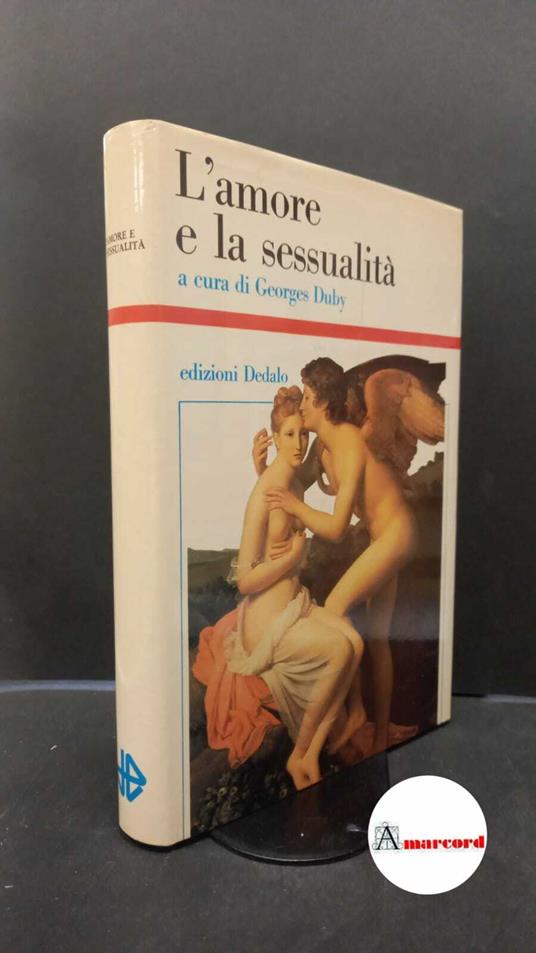 L'amore
e la sessualità
a cura di Georges Duby
edizioni Dedalo
AMORE E
SESSUALITÀ
Amarcord